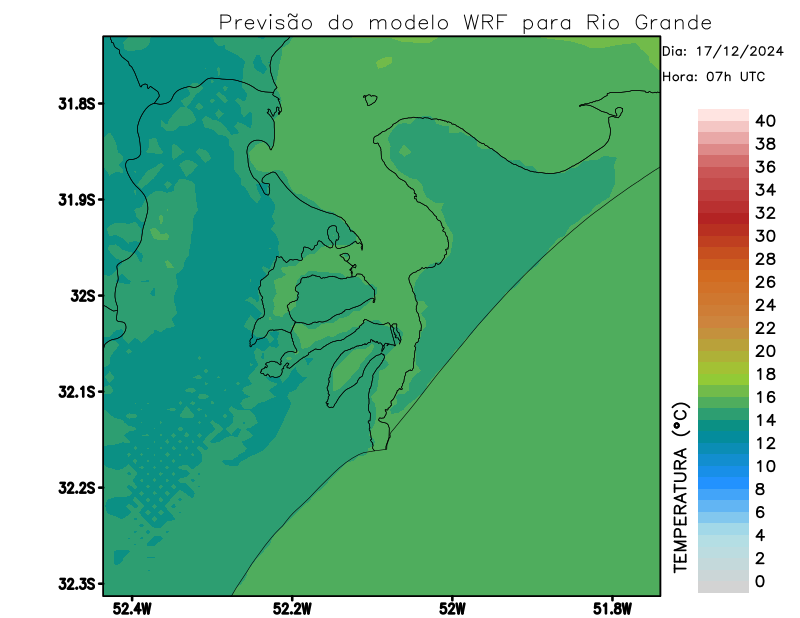 Previsão do modelo WRF para Rio Grande
Dia: 17/12/2024
Hora: 07h UTC
31.8S
31.9S
32S
32.1S
32.2S
32.3S
52.4W
52.2W
52W
51.8W
TEMPERATURA (°C)
40
38
36
34
32
30
28
26
24
22
20
18
16
14
12
10
8
6
4
2
0